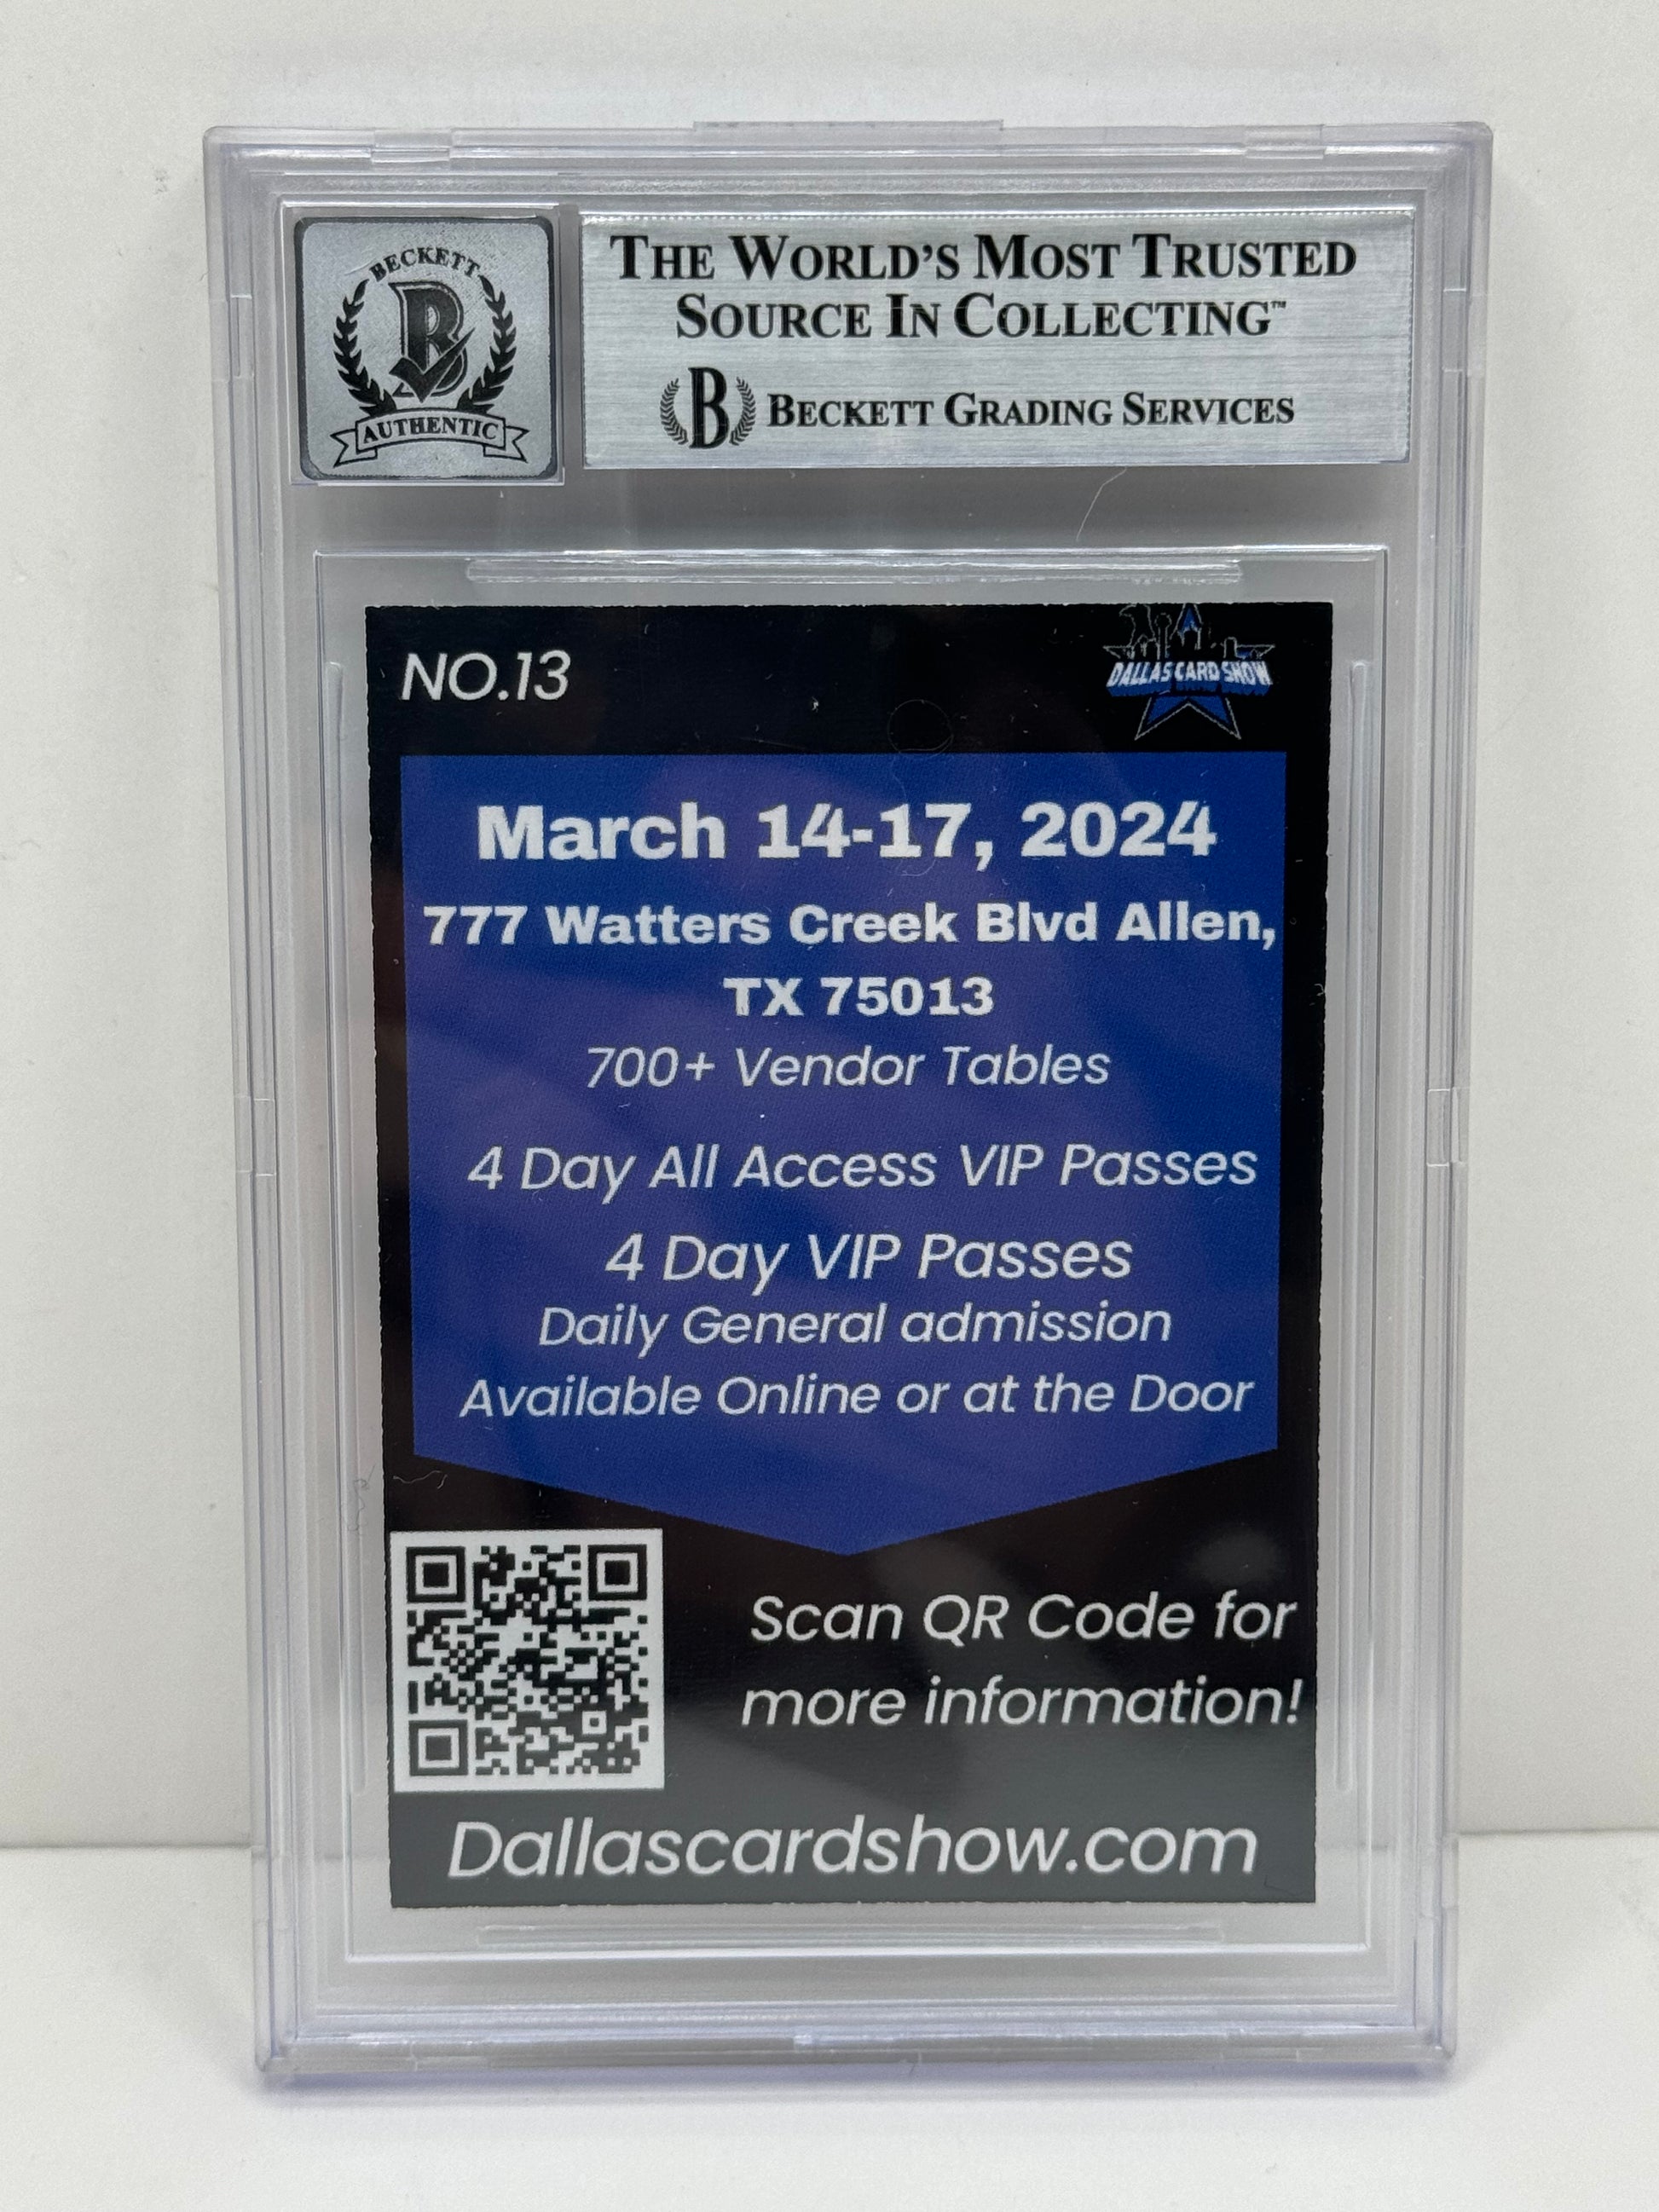 BECKETT
AUTHENTIC
THE WORLD'S MOST TRUSTED
SOURCE IN COLLECTING™
B BECKETT GRADING SERVICES
NO.13
DALLAS CARD SHOW
March 14-17, 2024
777 Watters Creek Blvd Allen,
TX 75013
700+ Vendor Tables
4 Day All Access VIP Passes
4 Day VIP Passes
Daily General admission
Available Online or at the Door
Scan QR Code for
more information!
Dallascardshow.com